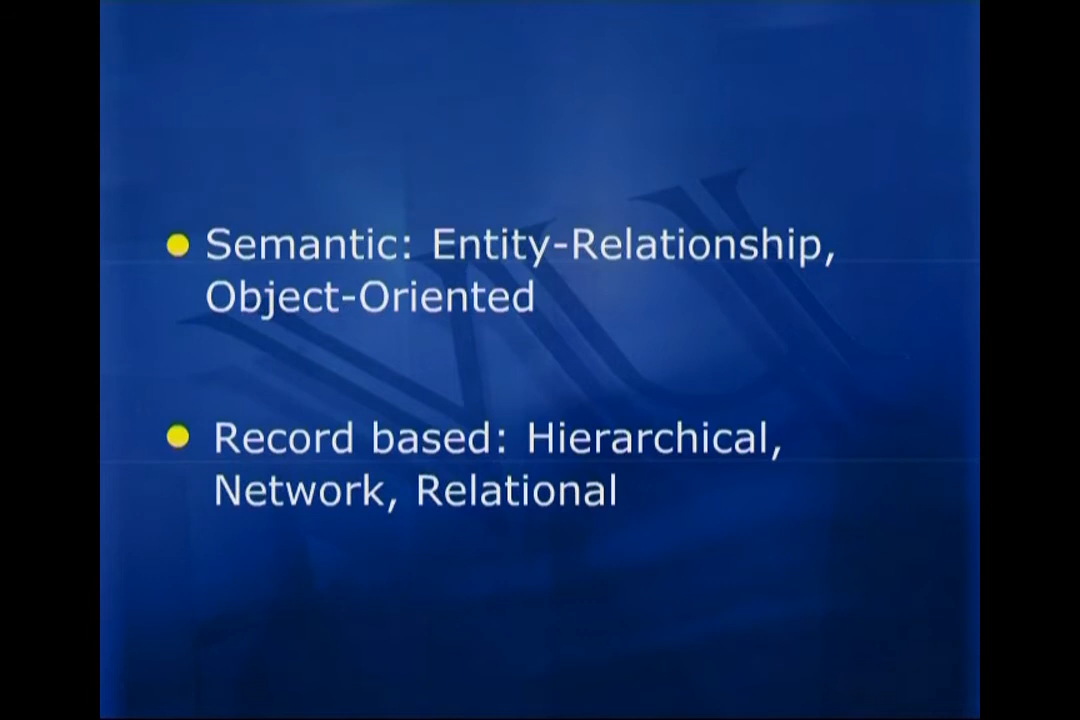 Semantic: Entity-Relationship,
Object-Oriented
Record based: Hierarchical,
Network, Relational